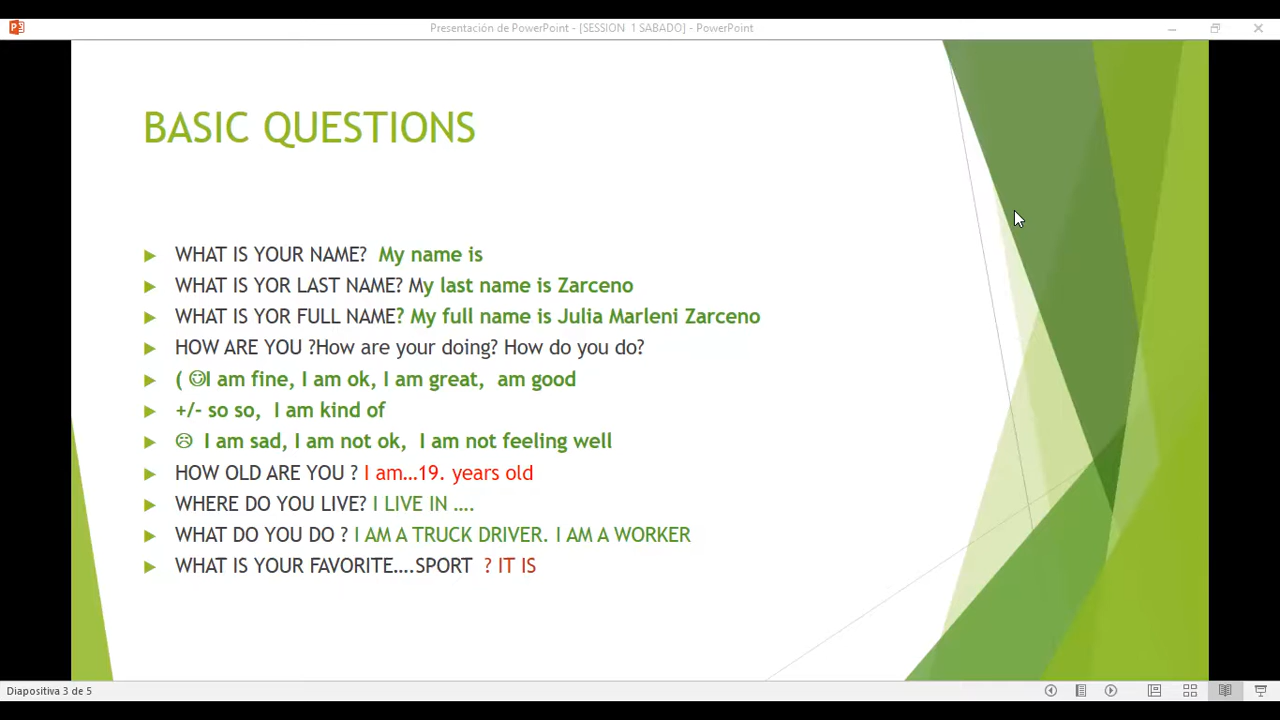 Presentación de PowerPoint - [SESSION 1 SABADO] - PowerPoint
BASIC QUESTIONS
WHAT IS YOUR NAME? My name is
WHAT IS YOR LAST NAME? My last name is Zarceno
WHAT IS YOR FULL NAME? My full name is Julia Marleni Zarceno
HOW ARE YOU ?How are your doing? How do you do?
( ☺I am fine, I am ok, I am great, am good
+/- so so, I am kind of
☹ I am sad, I am not ok, I am not feeling well
HOW OLD ARE YOU ? I am…19. years old
WHERE DO YOU LIVE? I LIVE IN ….
WHAT DO YOU DO ? I AM A TRUCK DRIVER. I AM A WORKER
WHAT IS YOUR FAVORITE….SPORT ? IT IS
Diapositiva 3 de 5